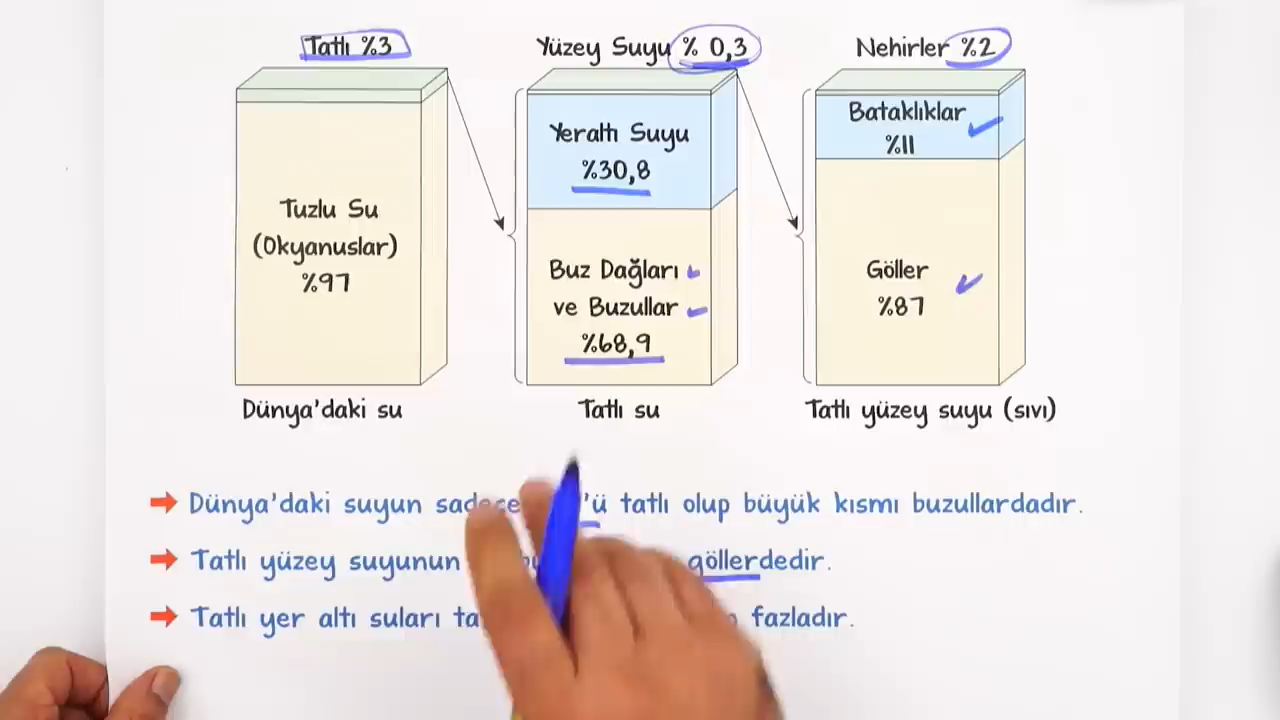 Tatlı %3
Yüzey Suyu % 0,3
Nehirler %2
Tuzlu Su
(Okyanuslar)
%97
Yeraltı Suyu
%30,8
Buz Dağları
ve Buzullar
%68,9
Bataklıklar
%11
Göller
%87
Dünya'daki su
Tatlı su
Tatlı yüzey suyu (sıvı)
Dünya'daki suyun 'ü tatlı olup büyük kısmı buzullardadır.
Tatlı yüzey suyunun göllerdedir.
Tatlı yer altı suları fazladır.